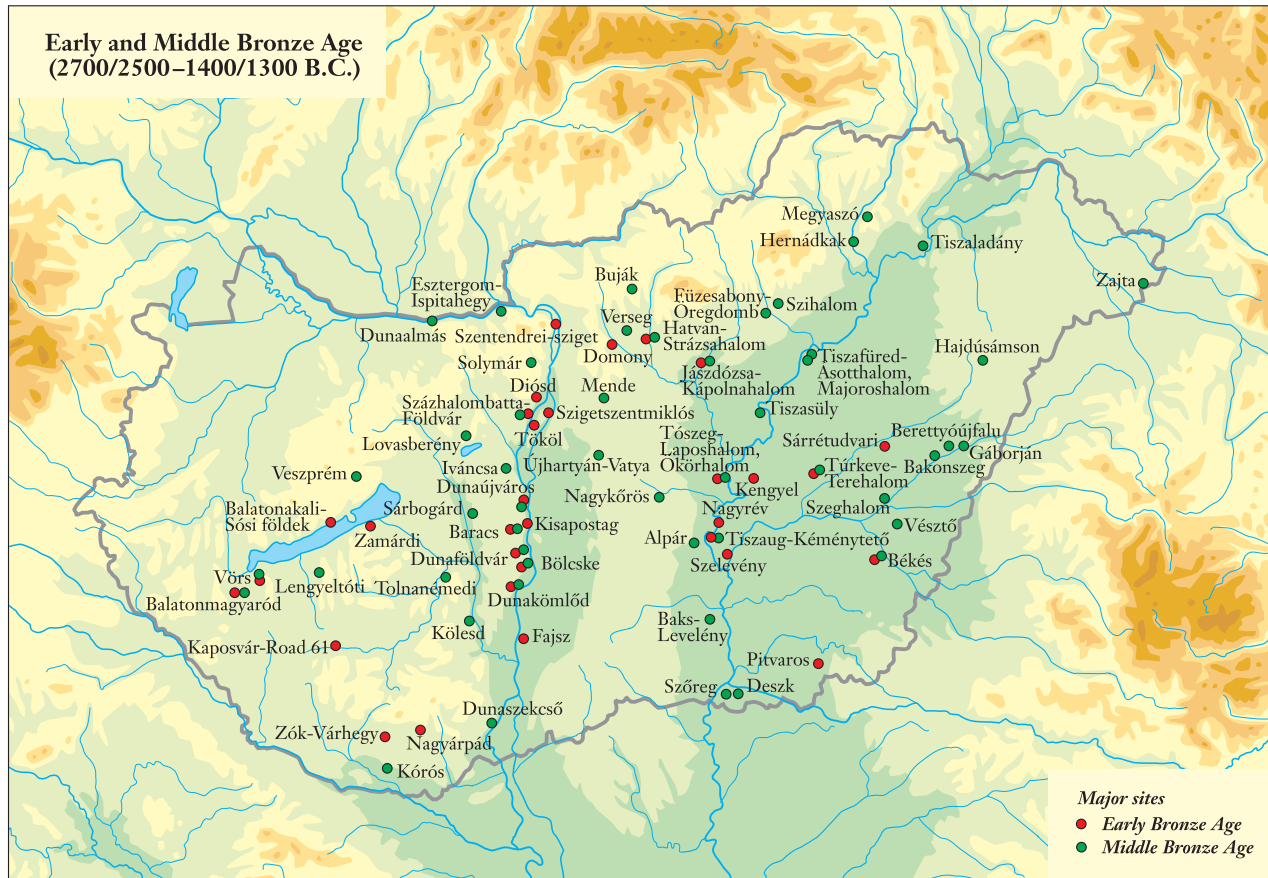 Early and Middle Bronze Age
(2700/2500–1400/1300 B.C.)
Megyaszó
Hernádkak
Tiszaladány
Zajta
Buják
Esztergom-
Ispitahegy
Füzesabony-
Öregdomb
Szihalom
Verseg
Hatvan-
Strázsahalom
Dunaalmás
Szentendrei-sziget
Domony
Solymár
Jászdózsa-
Kápolnahalom
Tiszafüred-
Asotthalom,
Majoroshalom
Hajdúsámson
Diósd
Mende
Százhalombatta-
Földvár
Szigetszentmiklós
Tiszasüly
Tököl
Lovasberény
Tószeg-
Laposhalom,
Ökörhalom
Sárrétudvari
Berettyóújfalu
Gáborján
Bakonszeg
Veszprém
Iváncsa
Újhartyán-Vatya
Túrkeve-
Terehalom
Dunaújváros
Kengyel
Nagykőrös
Szeghalom
Balatonakali-
Sósi földek
Sárbogárd
Nagyrév
Vésztő
Zamárdi
Baracs
Kisapostag
Alpár
Tiszaug-Kéménytető
Dunaföldvár
Bölcske
Szelevény
Békés
Vörs
Lengyeltóti
Tolnanémedi
Balatonmagyaród
Dunakömlőd
Kölesd
Baks-
Levelény
Fajsz
Kaposvár-Road 61
Pitvaros
Szőreg
Deszk
Dunaszekcső
Zók-Várhegy
Nagyárpád
Kórós
Major sites
Early Bronze Age
Middle Bronze Age